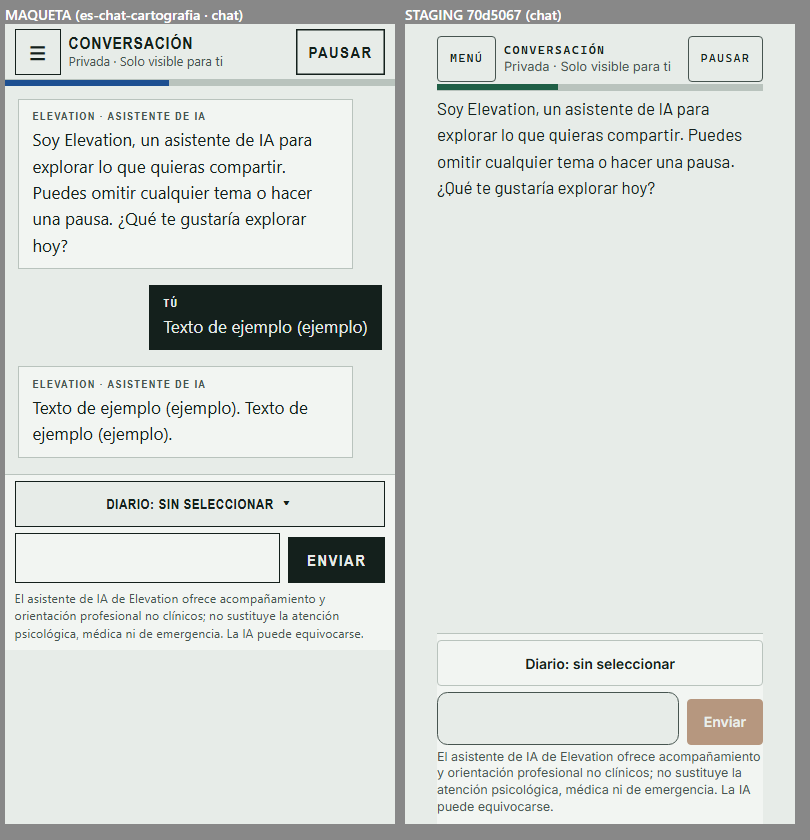 MAQUETA (es-chat-cartografia · chat)
☰ CONVERSACIÓN
Privada · Solo visible para ti
PAUSAR
ELEVATION · ASISTENTE DE IA
Soy Elevation, un asistente de IA para
explorar lo que quieras compartir.
Puedes omitir cualquier tema o hacer
una pausa. ¿Qué te gustaría explorar
hoy?
TÚ
Texto de ejemplo (ejemplo)
ELEVATION · ASISTENTE DE IA
Texto de ejemplo (ejemplo). Texto de
ejemplo (ejemplo).
DIARIO: SIN SELECCIONAR ▾
ENVIAR
El asistente de IA de Elevation ofrece acompañamiento y
orientación profesional no clínicos; no sustituye la atención
psicológica, médica ni de emergencia. La IA puede equivocarse.
STAGING 70d5067 (chat)
MENÚ
CONVERSACIÓN
Privada · Solo visible para ti
PAUSAR
Soy Elevation, un asistente de IA para
explorar lo que quieras compartir. Puedes
omitir cualquier tema o hacer una pausa.
¿Qué te gustaría explorar hoy?
Diario: sin seleccionar
Enviar
El asistente de IA de Elevation ofrece acompañamiento
y orientación profesional no clínicos; no sustituye la
atención psicológica, médica ni de emergencia. La IA
puede equivocarse.